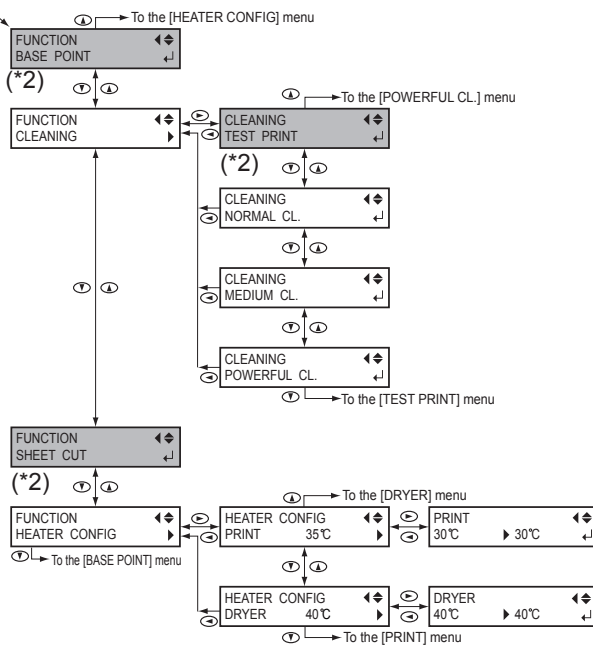 To the [HEATER CONFIG] menu
FUNCTION
BASE POINT
(*2)
FUNCTION
CLEANING
To the [POWERFUL CL.] menu
CLEANING
TEST PRINT
(*2)
CLEANING
NORMAL CL.
CLEANING
MEDIUM CL.
CLEANING
POWERFUL CL.
To the [TEST PRINT] menu
FUNCTION
SHEET CUT
(*2)
FUNCTION
HEATER CONFIG
To the [BASE POINT] menu
To the [DRYER] menu
HEATER CONFIG
PRINT 35℃
PRINT
30℃ 30℃
HEATER CONFIG
DRYER 40℃
DRYER
40℃ 40℃
To the [PRINT] menu